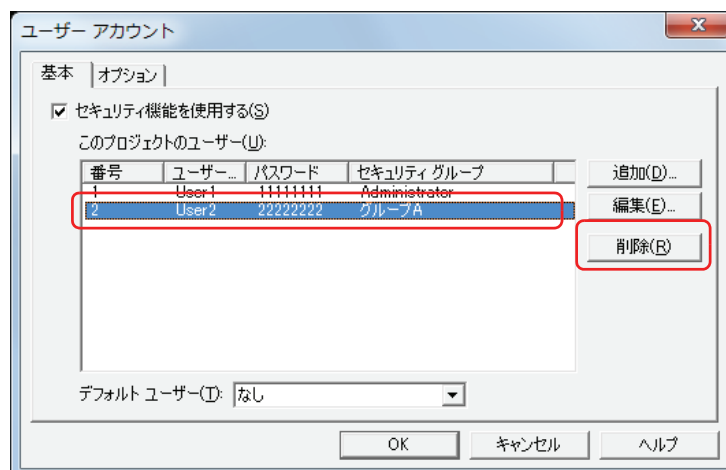 ユーザー アカウント
基本 オプション
セキュリティ機能を使用する(S)
このプロジェクトのユーザー(U):
番号 ユーザー... パスワード セキュリティ グループ
1 User1 11111111 Administrator
2 User2 22222222 グループA
追加(D)...
編集(E)...
削除(R)
デフォルト ユーザー(T): なし
OK キャンセル ヘルプ